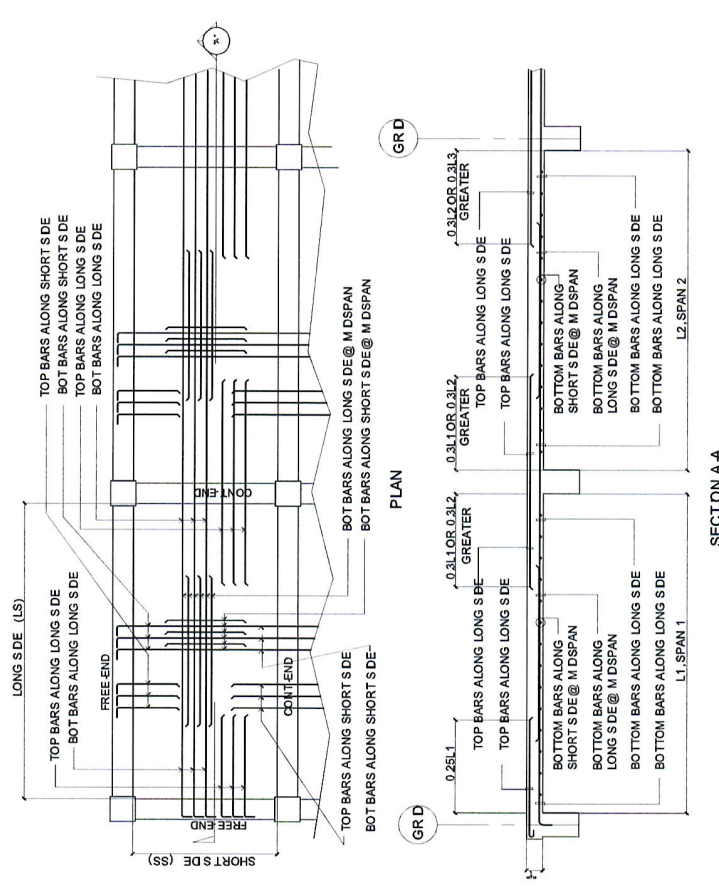 TOP BARS ALONG SHORT S DE
BOT BARS ALONG SHORT S DE
TOP BARS ALONG LONG S DE
BOT BARS ALONG LONG S DE
LONG S DE (LS)
TOP BARS ALONG LONG S DE
BOT BARS ALONG LONG S DE
FREE-END
CONT-END
CONT-END
FREE-END
SHORT S DE (SS)
BOT BARS ALONG LONG S DE@ M DSPAN
BOT BARS ALONG SHORT S DE@ M DSPAN
TOP BARS ALONG SHORT S DE
BOT BARS ALONG SHORT S DE
PLAN
GR D
GR D
0.25L1
0.3L1 OR 0.3L2
GREATER
0.3L1 OR 0.3L2
GREATER
0.3L2 OR 0.3L3
GREATER
TOP BARS ALONG LONG S DE
TOP BARS ALONG LONG S DE
BOTTOM BARS ALONG
SHORT S DE@ M DSPAN
BOTTOM BARS ALONG
LONG S DE@ M DSPAN
BOTTOM BARS ALONG LONG S DE
BOTTOM BARS ALONG LONG S DE
L1, SPAN 1
TOP BARS ALONG LONG S DE
TOP BARS ALONG LONG S DE
BOTTOM BARS ALONG
SHORT S DE@ M DSPAN
BOTTOM BARS ALONG
LONG S DE@ M DSPAN
BOTTOM BARS ALONG LONG S DE
BOTTOM BARS ALONG LONG S DE
L2, SPAN 2
SECT ON A-A